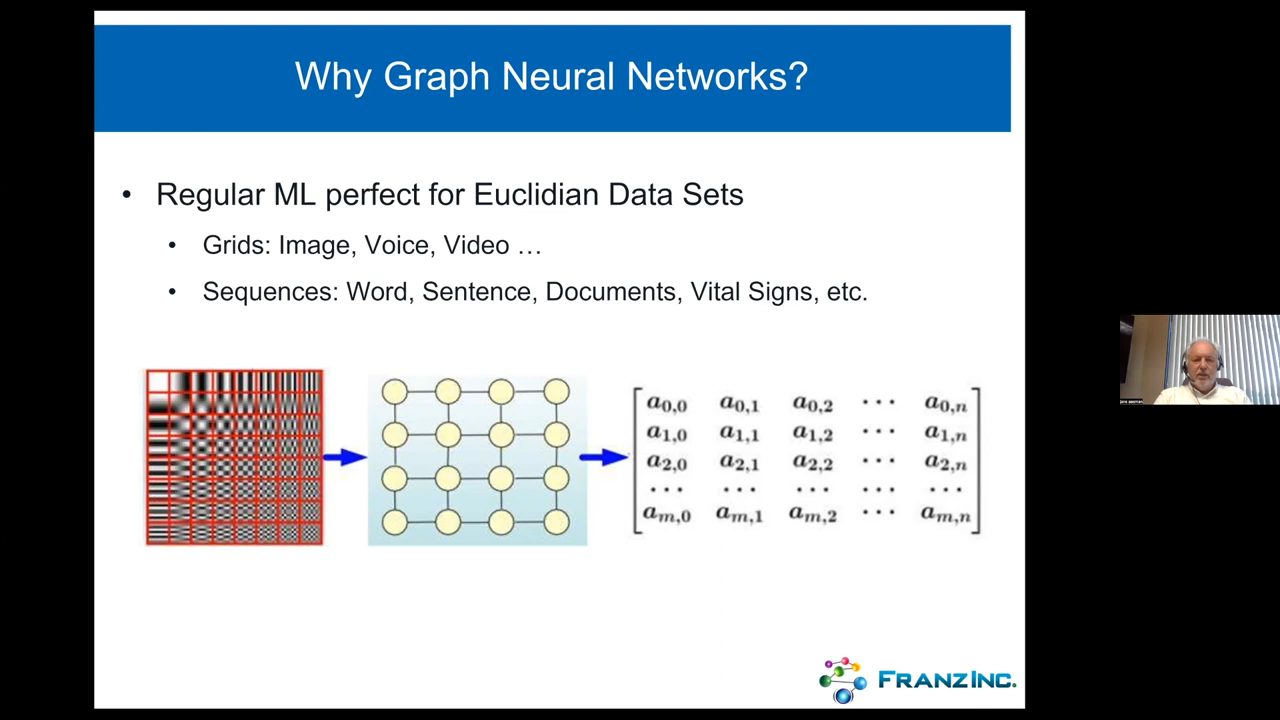 Why Graph Neural Networks?
• Regular ML perfect for Euclidian Data Sets
• Grids: Image, Voice, Video …
• Sequences: Word, Sentence, Documents, Vital Signs, etc.
a0,0 a0,1 a0,2 ··· a0,n
a1,0 a1,1 a1,2 ··· a1,n
a2,0 a2,1 a2,2 ··· a2,n
··· ··· ··· ··· ···
am,0 am,1 am,2 ··· am,n
FRANZINC.